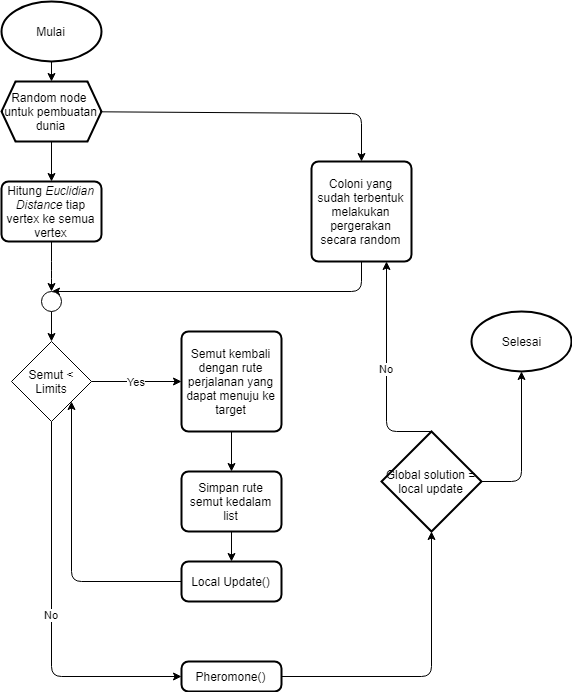 Mulai
Random node
untuk pembuatan
dunia
Hitung Euclidian
Distance tiap
vertex ke semua
vertex
Coloni yang
sudah terbentuk
melakukan
pergerakan
secara random
Semut <
Limits
Yes
Semut kembali
dengan rute
perjalanan yang
dapat menuju ke
target
No
Selesai
Simpan rute
semut kedalam
list
Global solution =
local update
Local Update()
No
Pheromone()